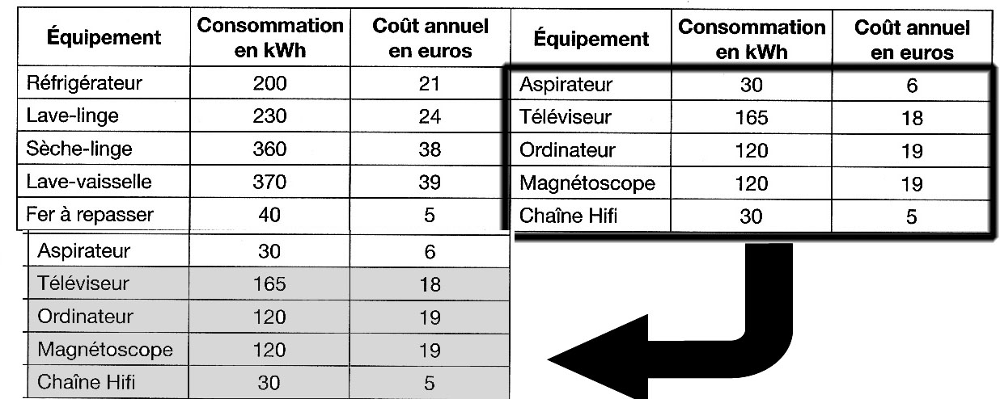 Équipement Consommation en kWh Coût annuel en euros Équipement Consommation en kWh Coût annuel en euros
Réfrigérateur 200 21 Aspirateur 30 6
Lave-linge 230 24 Téléviseur 165 18
Sèche-linge 360 38 Ordinateur 120 19
Lave-vaisselle 370 39 Magnétoscope 120 19
Fer à repasser 40 5 Chaîne Hifi 30 5
Aspirateur 30 6
Téléviseur 165 18
Ordinateur 120 19
Magnétoscope 120 19
Chaîne Hifi 30 5